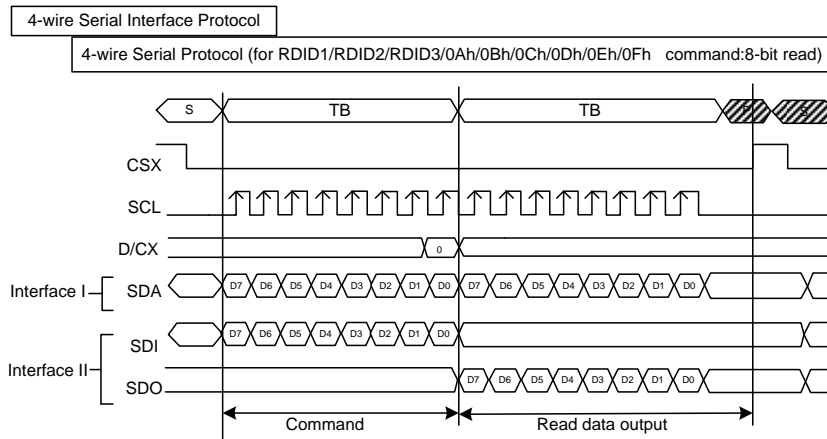 4-wire Serial Interface Protocol
4-wire Serial Protocol (for RDID1/RDID2/RDID3/0Ah/0Bh/0Ch/0Dh/0Eh/0Fh command:8-bit read)
S TB TB P S
CSX
SCL
D/CX 0
Interface I SDA D7 D6 D5 D4 D3 D2 D1 D0 D7 D6 D5 D4 D3 D2 D1 D0
SDI D7 D6 D5 D4 D3 D2 D1 D0
Interface II
SDO D7 D6 D5 D4 D3 D2 D1 D0
Command Read data output